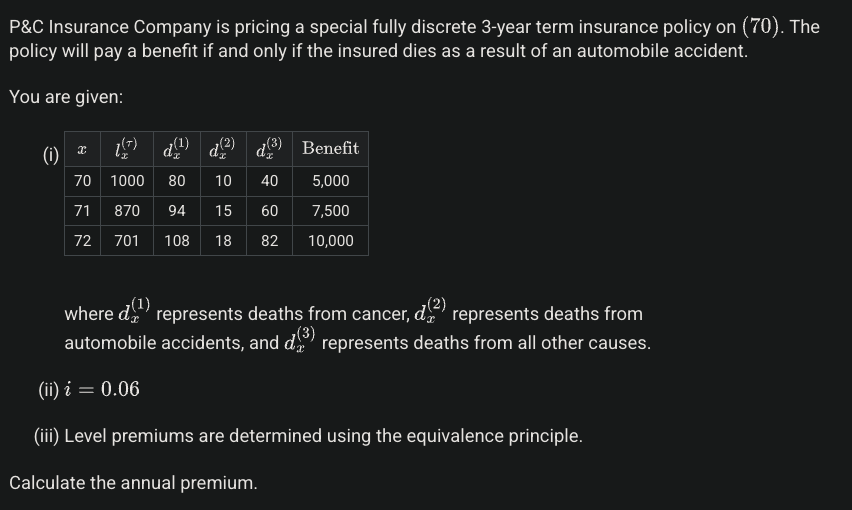 P&C Insurance Company is pricing a special fully discrete 3-year term insurance policy on (70). The
policy will pay a benefit if and only if the insured dies as a result of an automobile accident.
You are given:
(i)
x l_x^{(τ)} d_x^{(1)} d_x^{(2)} d_x^{(3)} Benefit
70 1000 80 10 40 5,000
71 870 94 15 60 7,500
72 701 108 18 82 10,000
where d_x^{(1)} represents deaths from cancer, d_x^{(2)} represents deaths from
automobile accidents, and d_x^{(3)} represents deaths from all other causes.
(ii) i = 0.06
(iii) Level premiums are determined using the equivalence principle.
Calculate the annual premium.